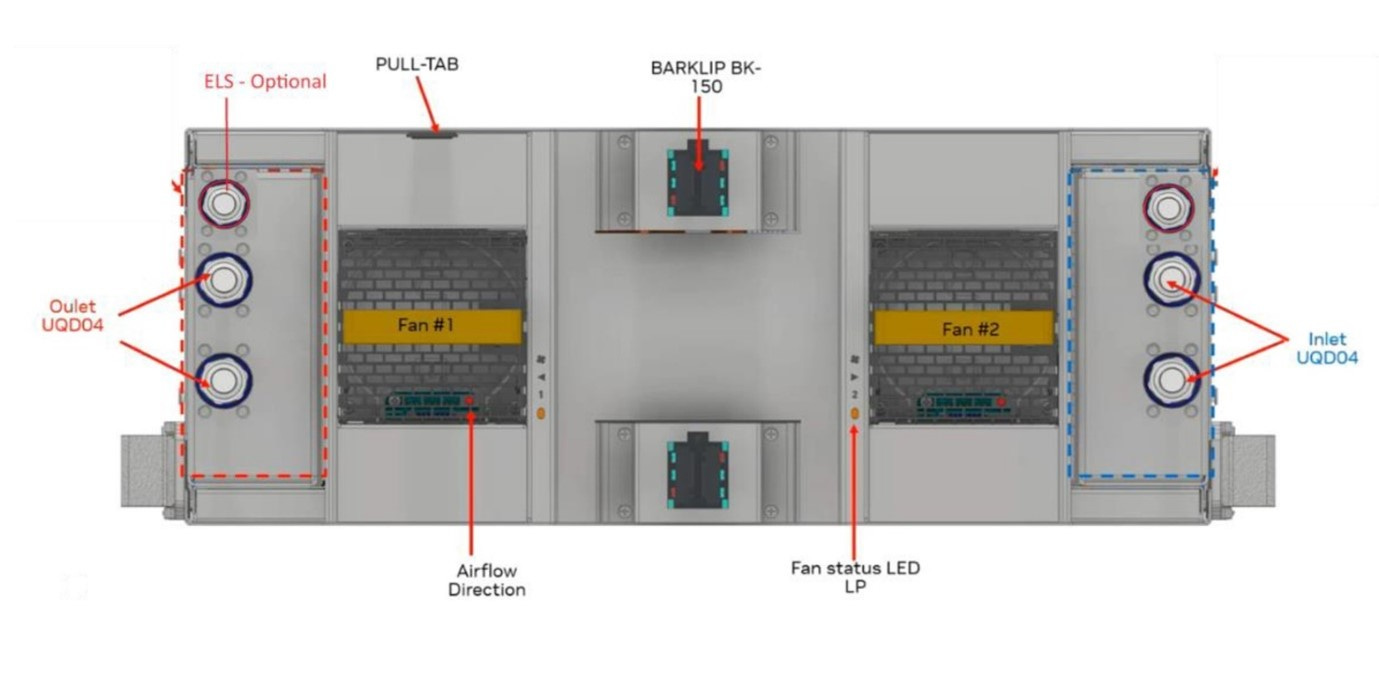 PULL-TAB
BARKLIP BK-
150
ELS - Optional
Oulet
UQD04
Fan #1
Fan #2
Inlet
UQD04
1
2
Airflow
Direction
Fan status LED
LP